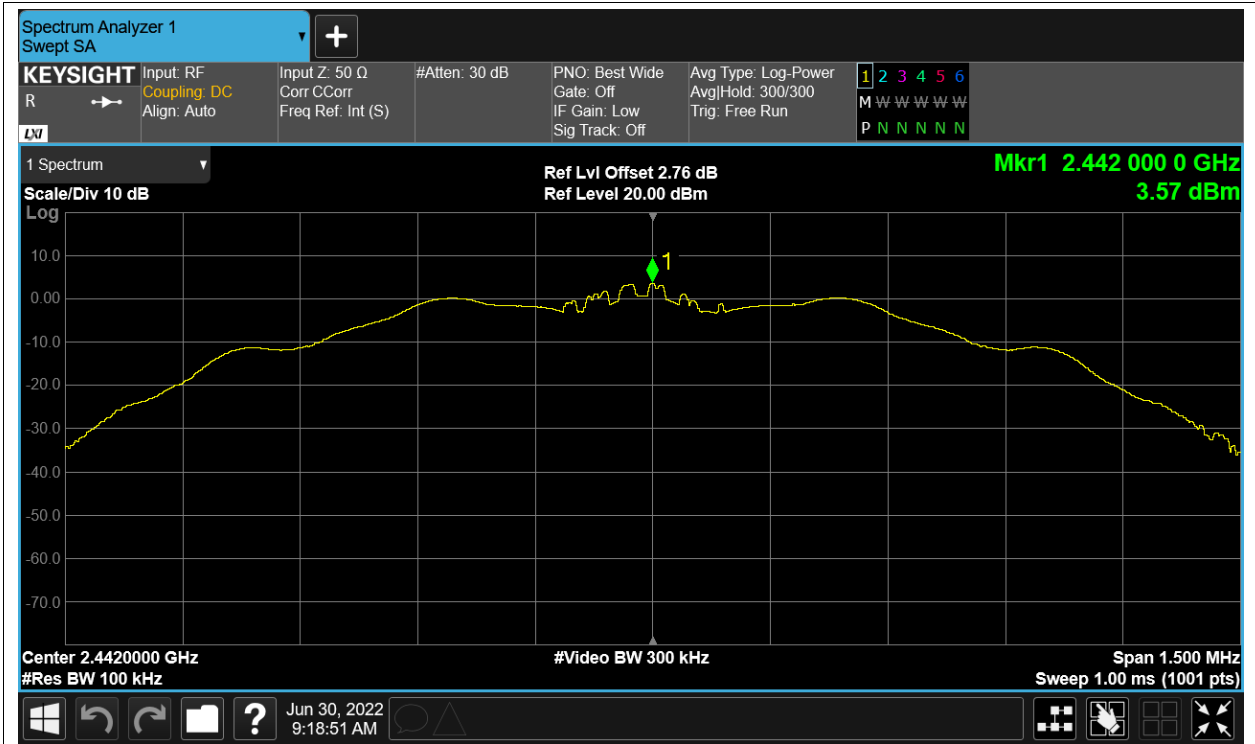 Spectrum Analyzer 1
Swept SA
KEYSIGHT
R
LXI
Input: RF
Coupling: DC
Align: Auto
Input Z: 50 Ω
Corr CCorr
Freq Ref: Int (S)
#Atten: 30 dB
PNO: Best Wide
Gate: Off
IF Gain: Low
Sig Track: Off
Avg Type: Log-Power
Avg|Hold: 300/300
Trig: Free Run
1 2 3 4 5 6
M W W W W W
P N N N N N
1 Spectrum
Scale/Div 10 dB
Log
Ref Lvl Offset 2.76 dB
Ref Level 20.00 dBm
Mkr1 2.442 000 0 GHz
3.57 dBm
1
10.0
0.00
-10.0
-20.0
-30.0
-40.0
-50.0
-60.0
-70.0
Center 2.4420000 GHz
#Res BW 100 kHz
#Video BW 300 kHz
Span 1.500 MHz
Sweep 1.00 ms (1001 pts)
?
Jun 30, 2022
9:18:51 AM